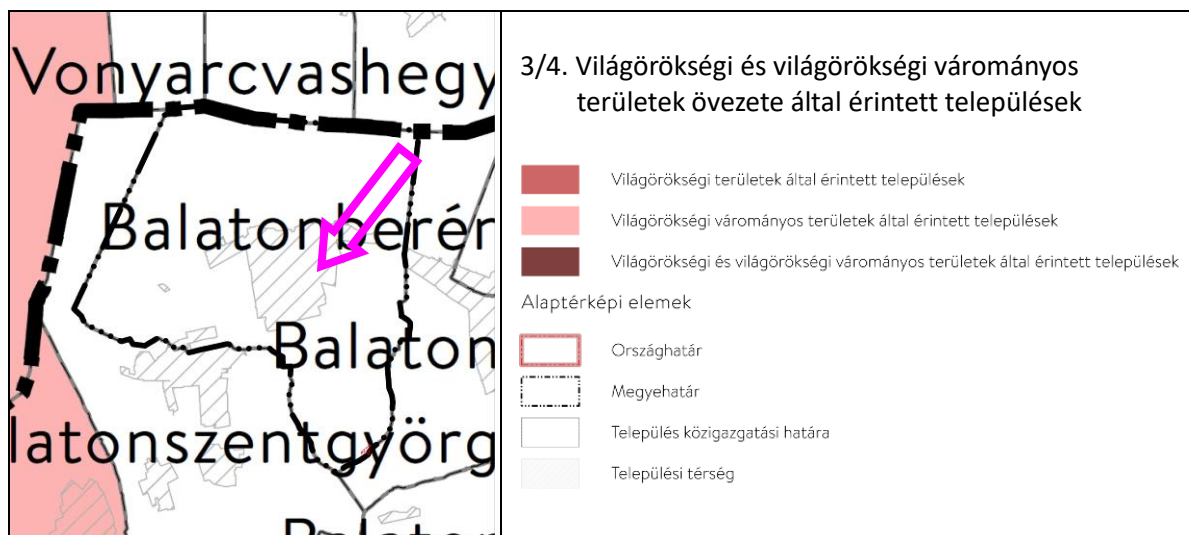 Vonyarcvashegy
Balatonberén
Balaton
latonszentgyörg
Balaton
3/4. Világörökségi és világörökségi várományos
területek övezete által érintett települések
Világörökségi területek által érintett települések
Világörökségi várományos területek által érintett települések
Világörökségi és világörökségi várományos területek által érintett települések
Alaptérképi elemek
Országhatár
Megyehatár
Település közigazgatási határa
Települési térség